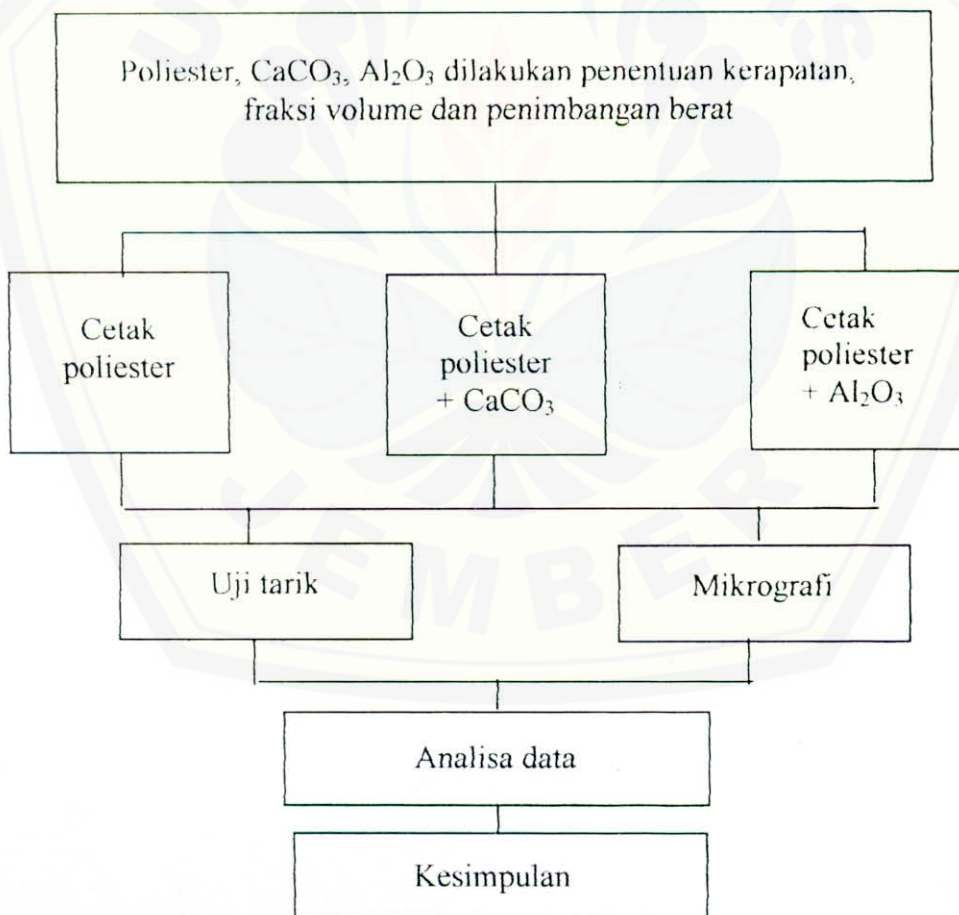 Poliester, CaCO₃, Al₂O₃ dilakukan penentuan kerapatan,
fraksi volume dan penimbangan berat
Cetak
poliester
Cetak
poliester
+ CaCO₃
Cetak
poliester
+ Al₂O₃
JEMBER
Uji tarik
Mikrografi
Analisa data
Kesimpulan